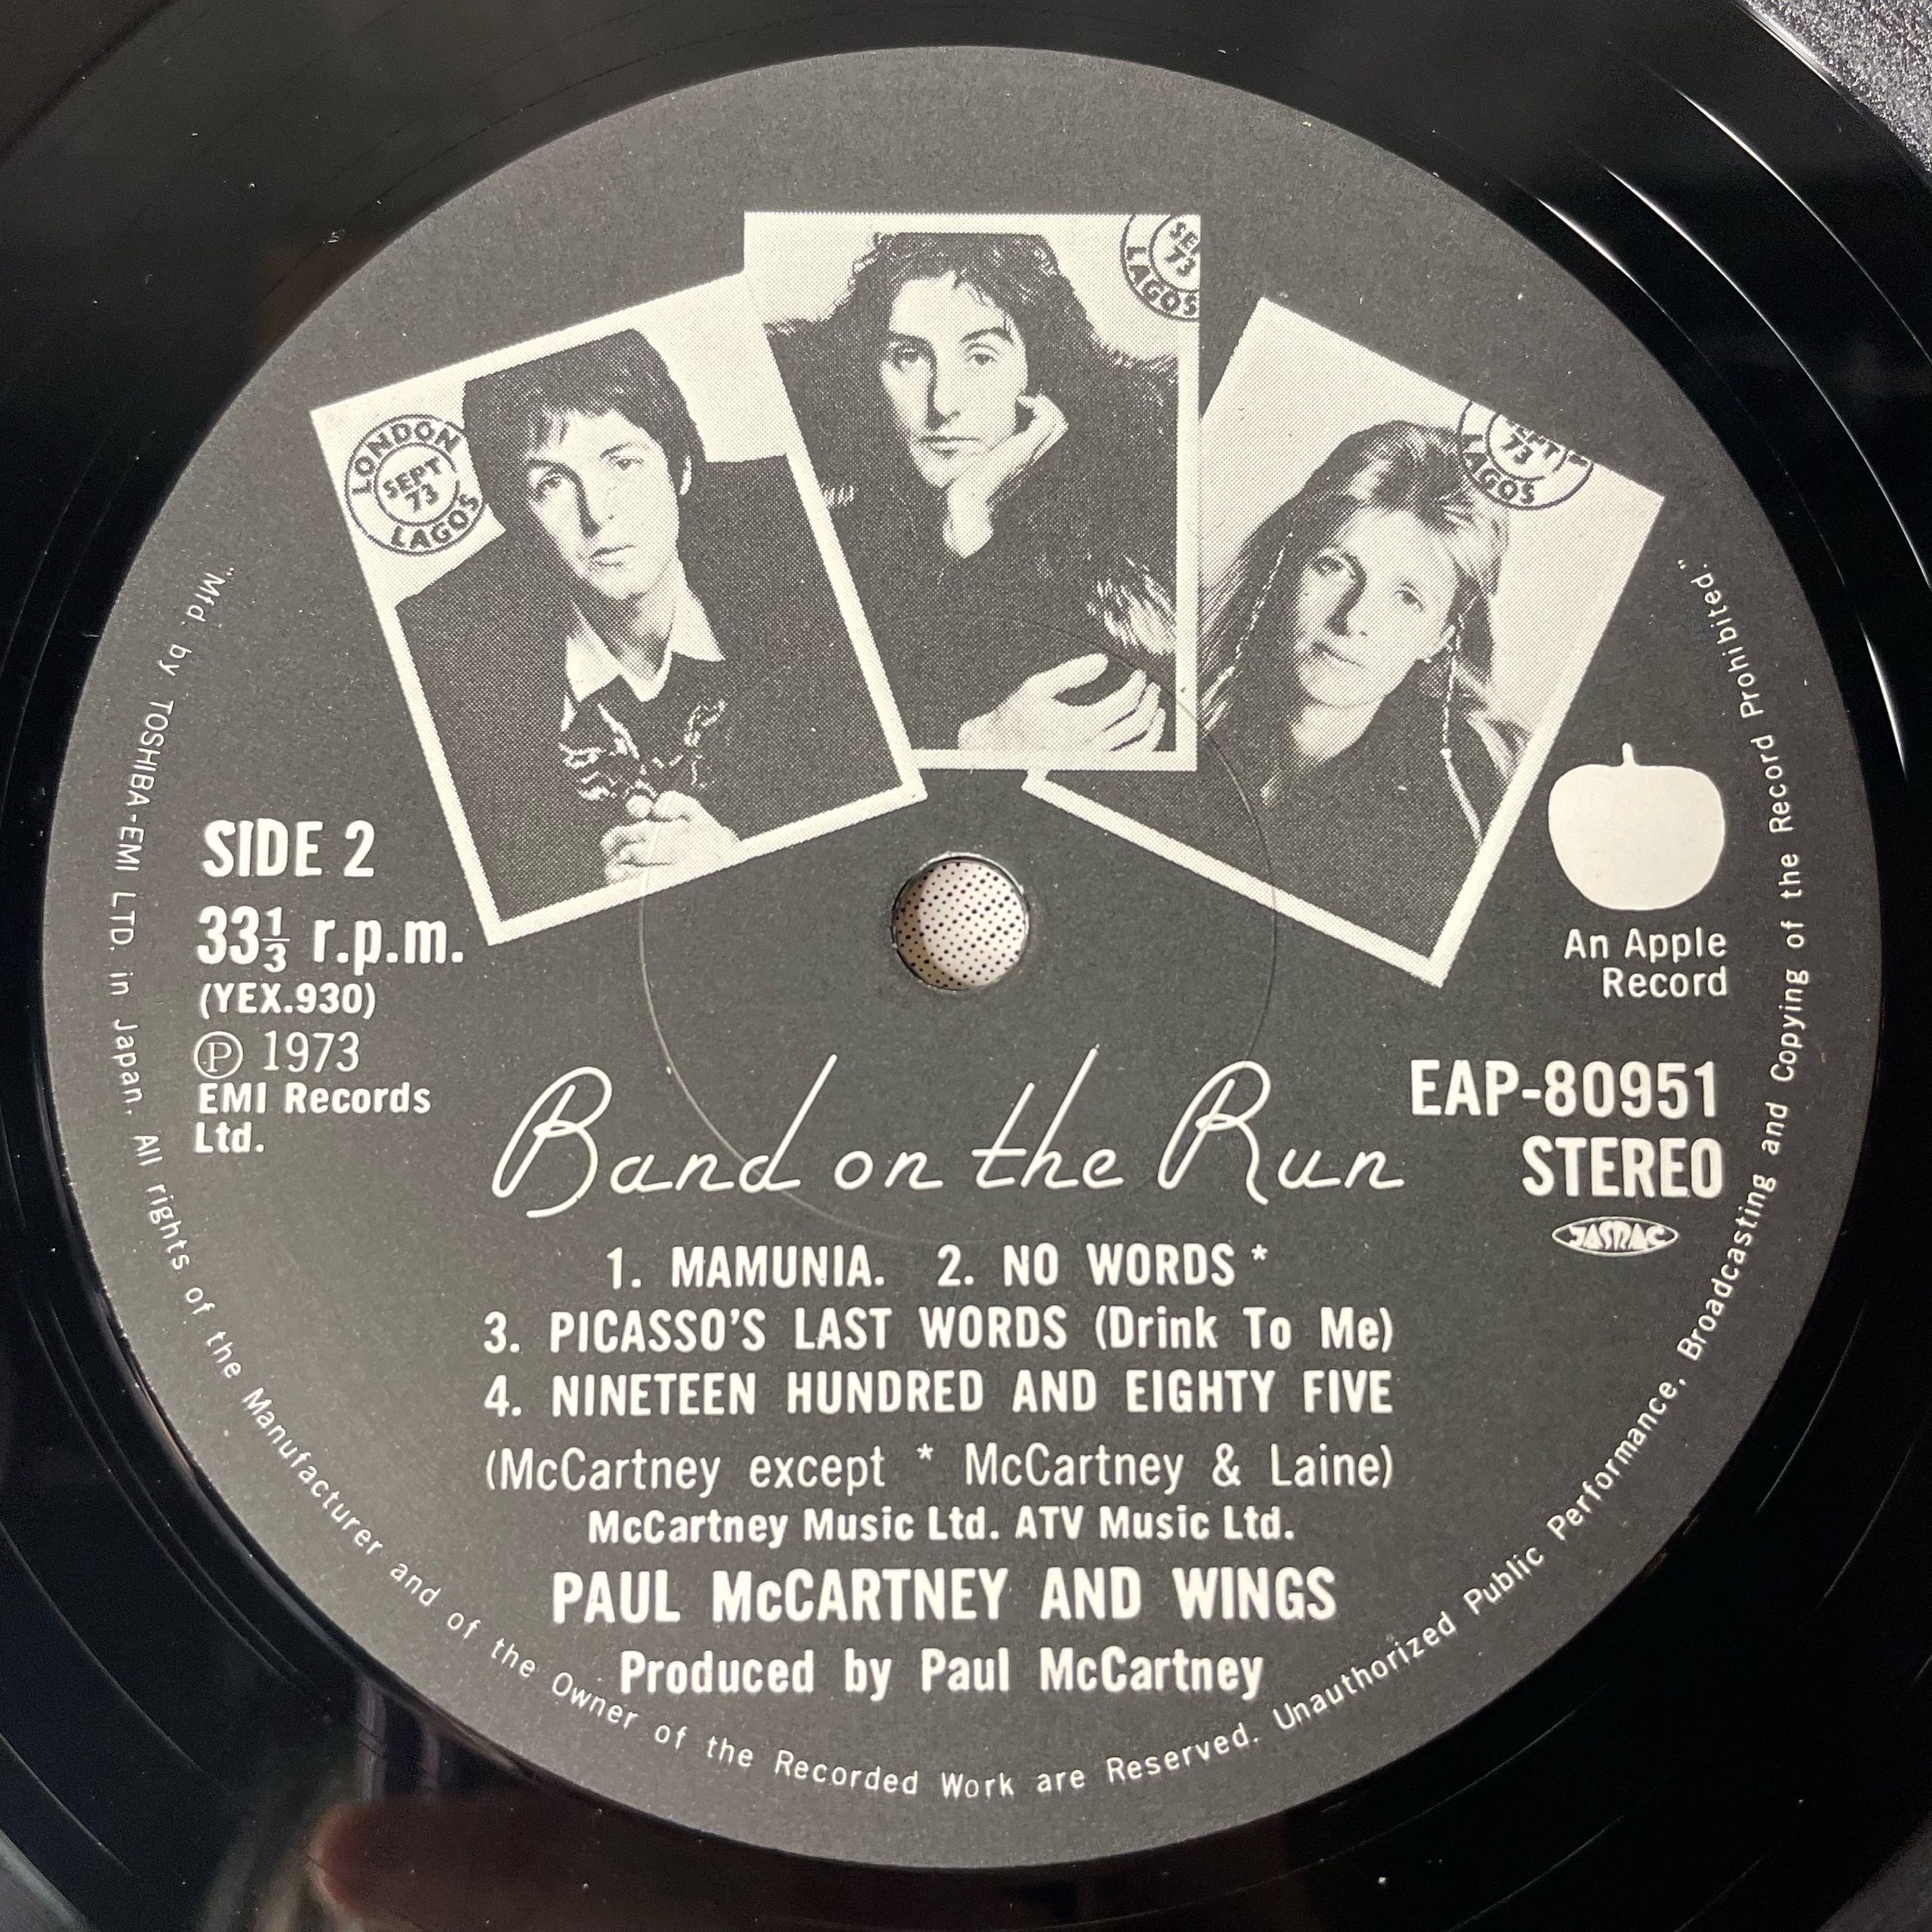 LONDON
SEPT
73
LAGOS
SE
73
LAGOS
SEPT
73
LAGOS
SIDE 2
33⅓ r.p.m.
(YEX.930)
℗ 1973
EMI Records
Ltd.
An Apple
Record
EAP-80951
STEREO
JASRAC
Band on the Run
1. MAMUNIA. 2. NO WORDS *
3. PICASSO'S LAST WORDS (Drink To Me)
4. NINETEEN HUNDRED AND EIGHTY FIVE
(McCartney except * McCartney & Laine)
McCartney Music Ltd. ATV Music Ltd.
PAUL McCARTNEY AND WINGS
Produced by Paul McCartney
"Mfd. by TOSHIBA-EMI LTD. in Japan. All rights of the Manufacturer and of the Owner of the Recorded Work are Reserved. Unauthorized Public Performance, Broadcasting and Copying of the Record Prohibited."